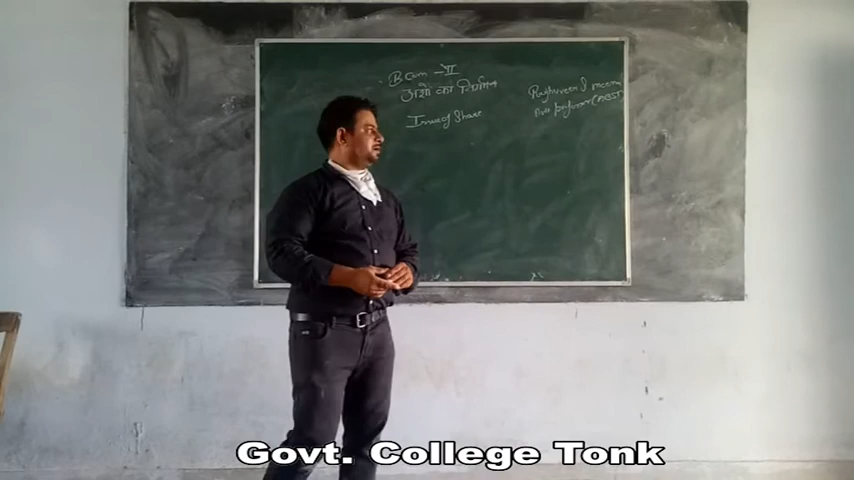 B Com - II
अंशों का निर्गमन
Issue of Share
Raghuveer S meena
Govt. College Tonk